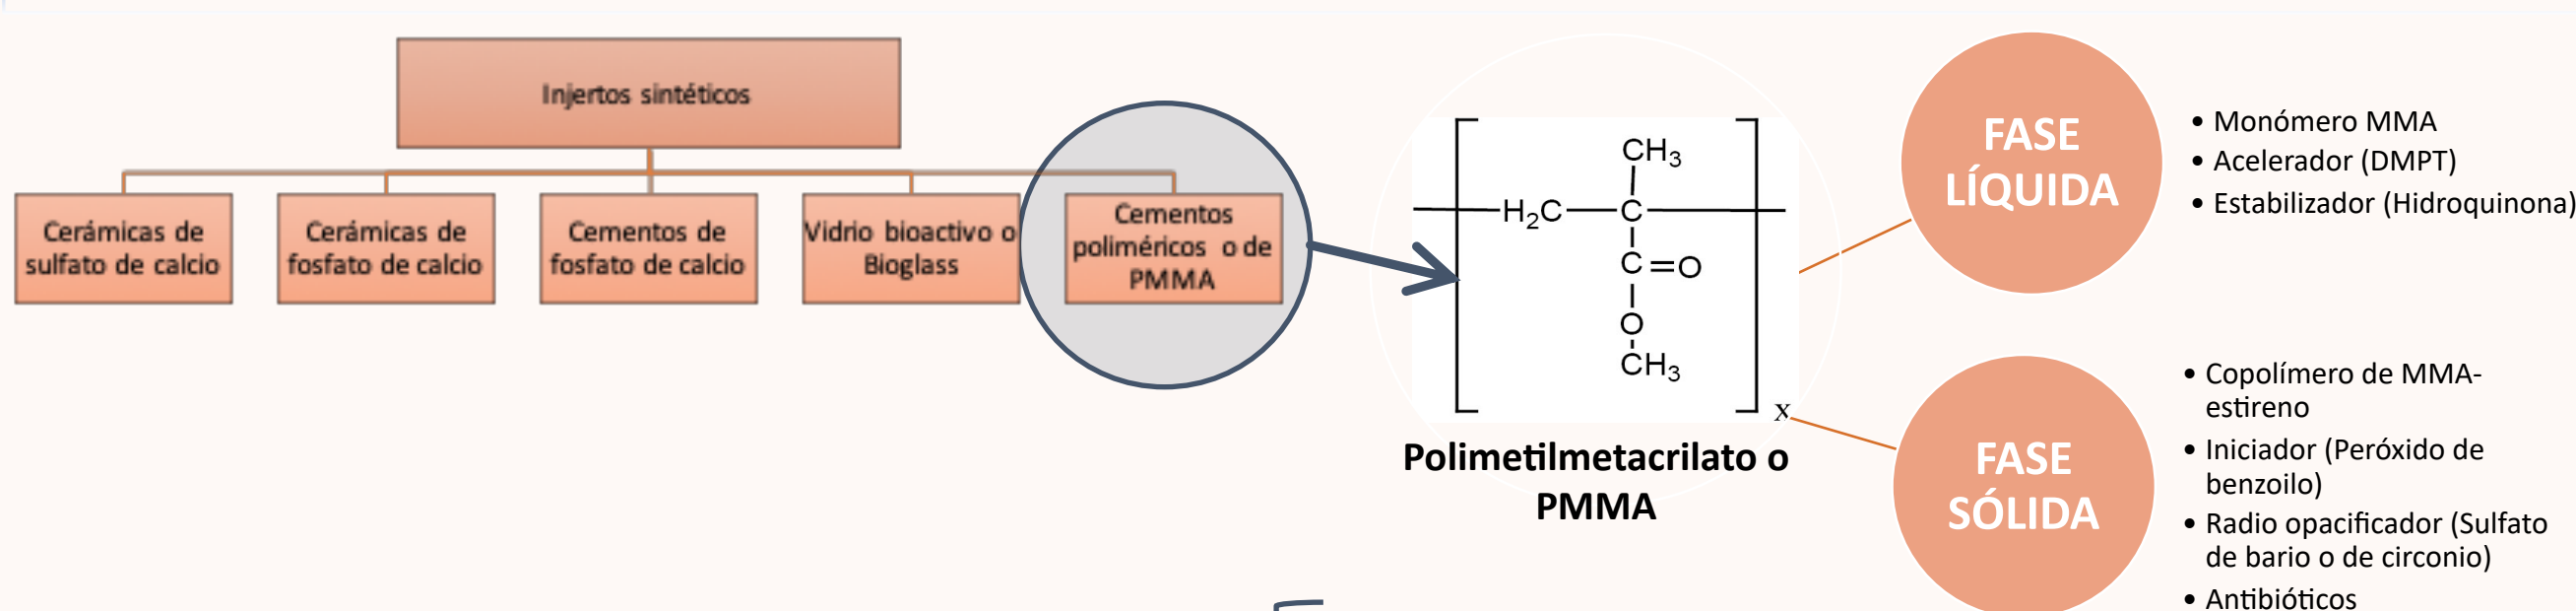 Injertos sintéticos
Cerámicas de
sulfato de calcio
Cerámicas de
fosfato de calcio
Cementos de
fosfato de calcio
Vidrio bioactivo o
Bioglass
Cementos
poliméricos o de
PMMA
CH3
H2C
C
C=O
O
CH3
x
Polimetilmetacrilato o
PMMA
FASE
LÍQUIDA
• Monómero MMA
• Acelerador (DMPT)
• Estabilizador (Hidroquinona)
FASE
SÓLIDA
• Copolímero de MMA-
estireno
• Iniciador (Peróxido de
benzoilo)
• Radio opacificador (Sulfato
de bario o de circonio)
• Antibióticos